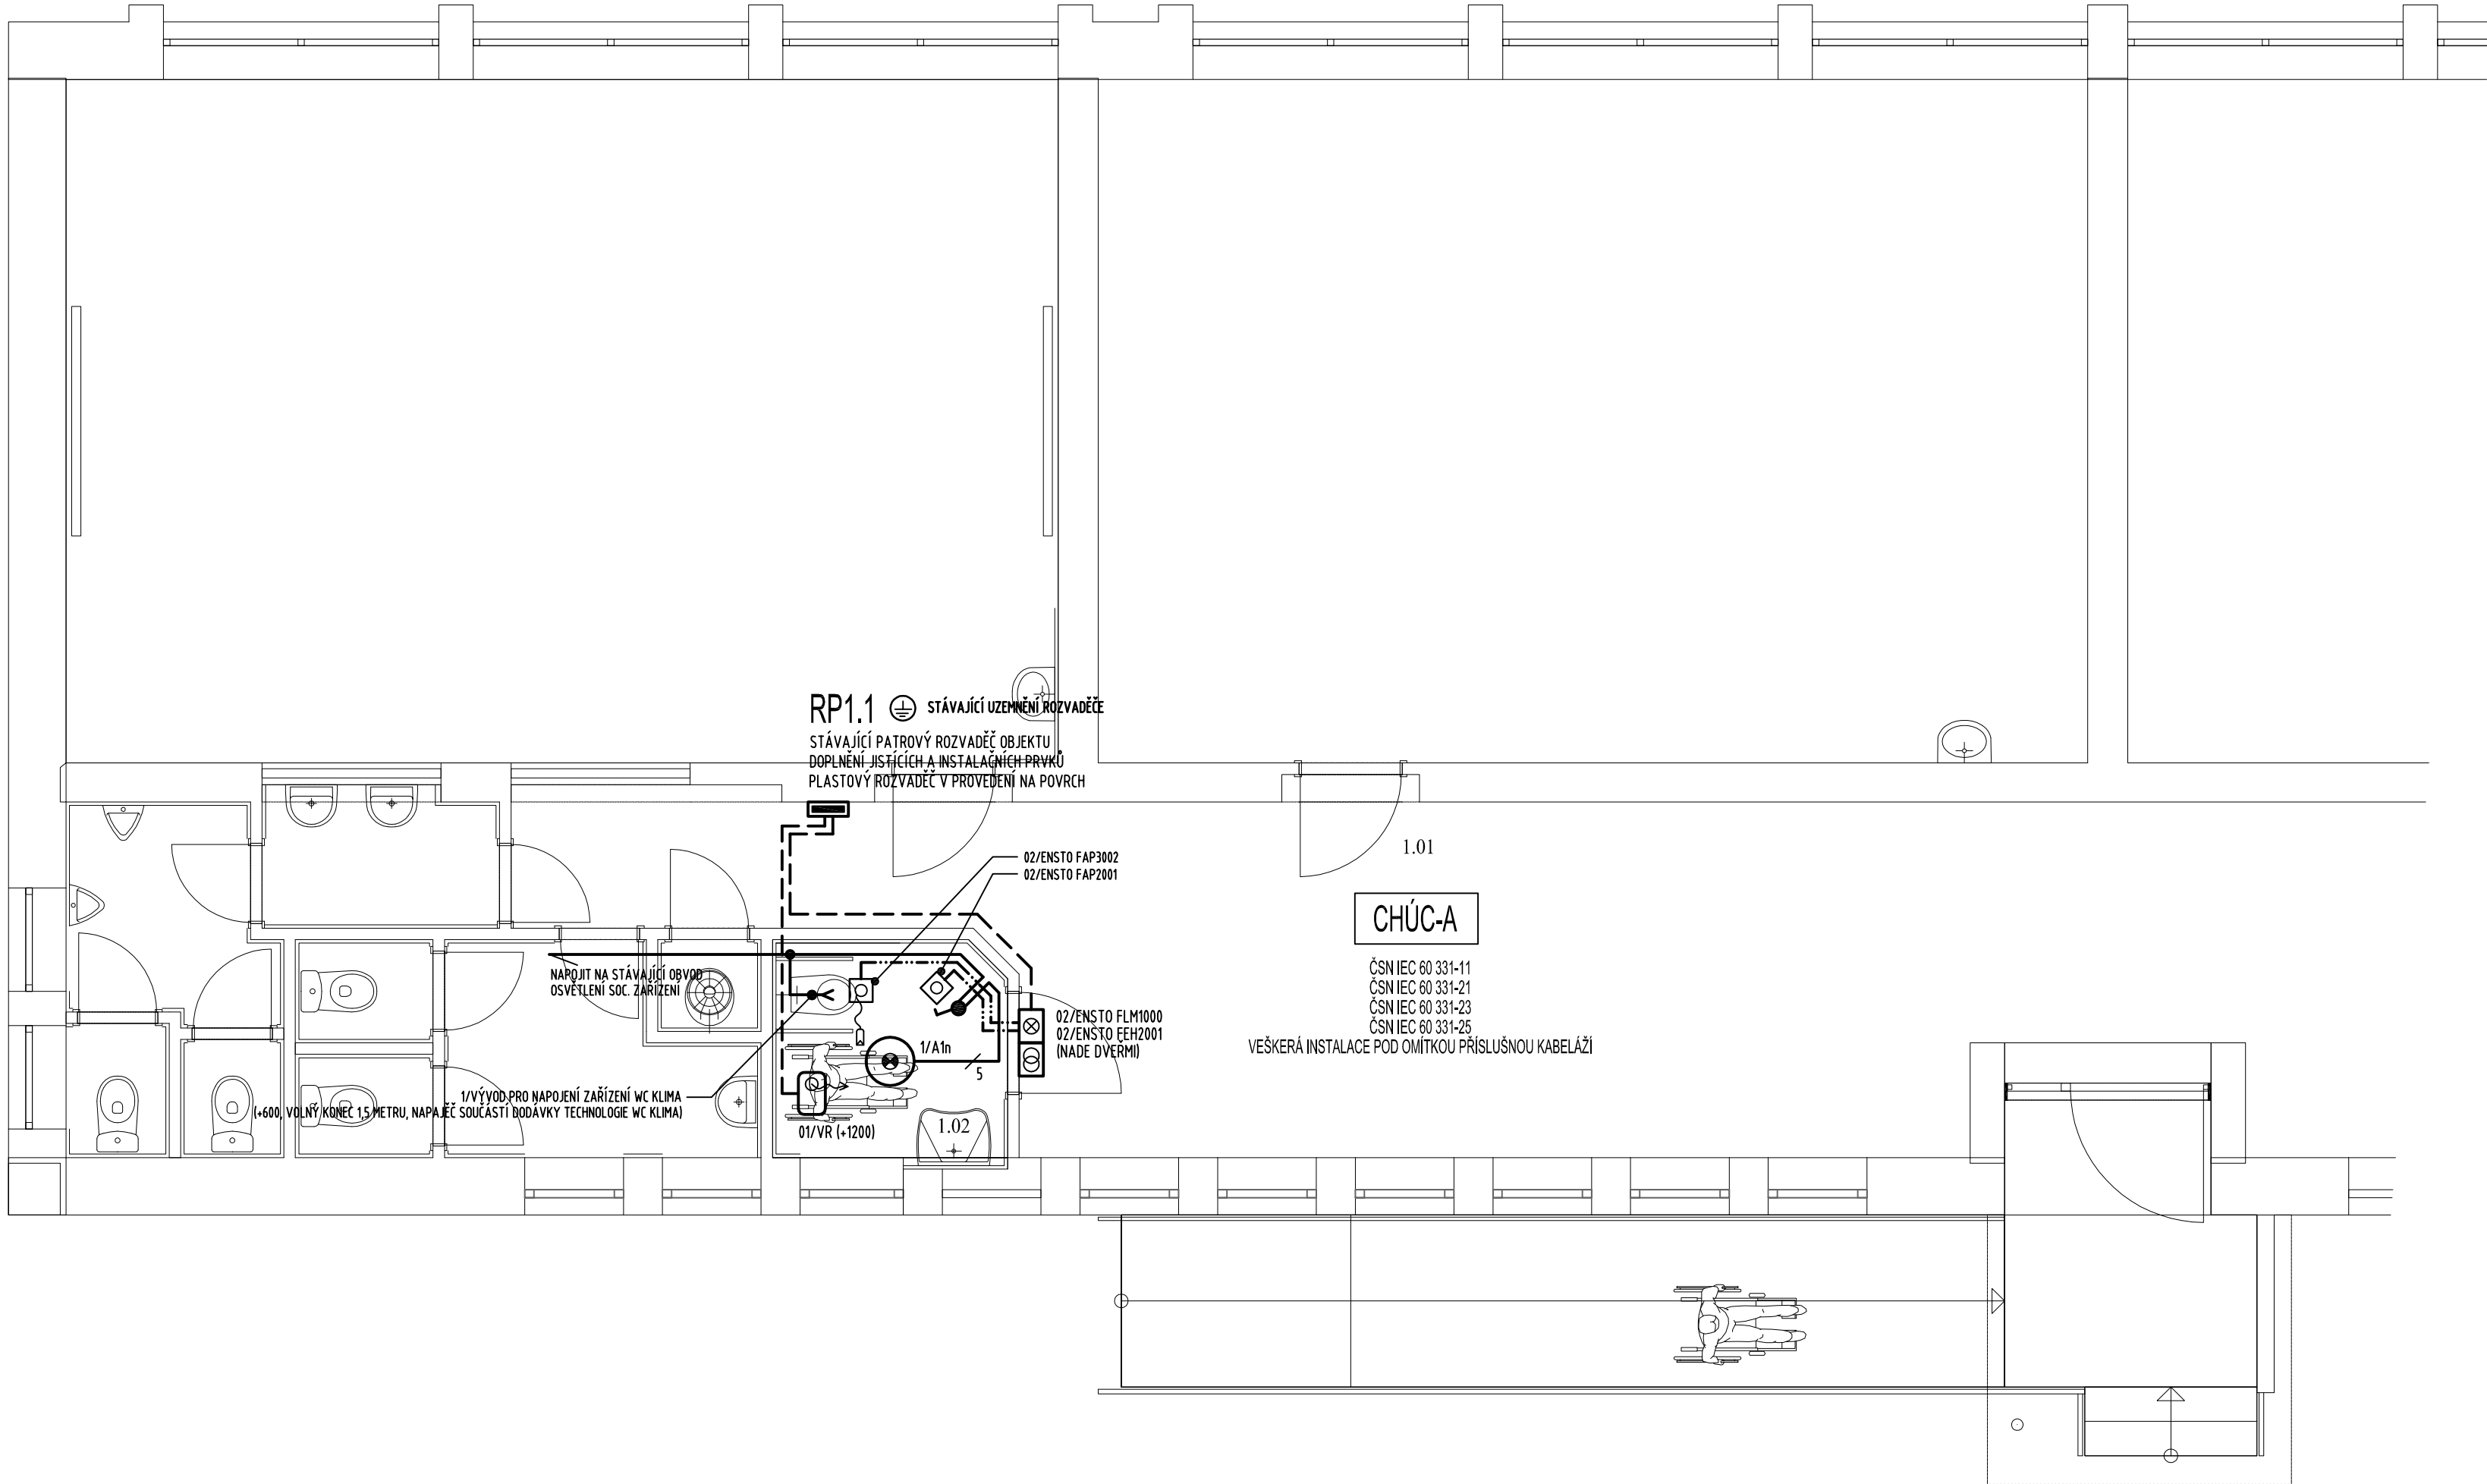 RP1.1 STÁVAJÍCÍ UZEMNĚNÍ ROZVADĚČE
STÁVAJÍCÍ PATROVÝ ROZVADĚČ OBJEKTU
DOPLNĚNÍ JISTÍCÍCH A INSTALAČNÍCH PRVKŮ
PLASTOVÝ ROZVADĚČ V PROVEDENÍ NA POVRCH
1.01
02/ENSTO FAP3002
02/ENSTO FAP2001
CHÚC-A
ČSN IEC 60 331-11
ČSN IEC 60 331-21
ČSN IEC 60 331-23
ČSN IEC 60 331-25
VEŠKERÁ INSTALACE POD OMÍTKOU PŘÍSLUŠNOU KABELÁŽÍ
NAPOJIT NA STÁVAJÍCÍ OBVOD
OSVĚTLENÍ SOC. ZAŘÍZENÍ
02/ENSTO FLM1000
02/ENSTO EEH2001
(NADE DVEŘMI)
1/A1n
5
1/VÝVOD PRO NAPOJENÍ ZAŘÍZENÍ WC KLIMA
(+600, VOLNÝ KONEC 1,5 METRU, NAPAJEČ SOUČÁSTÍ DODÁVKY TECHNOLOGIE WC KLIMA)
01/VR (+1200)
1.02